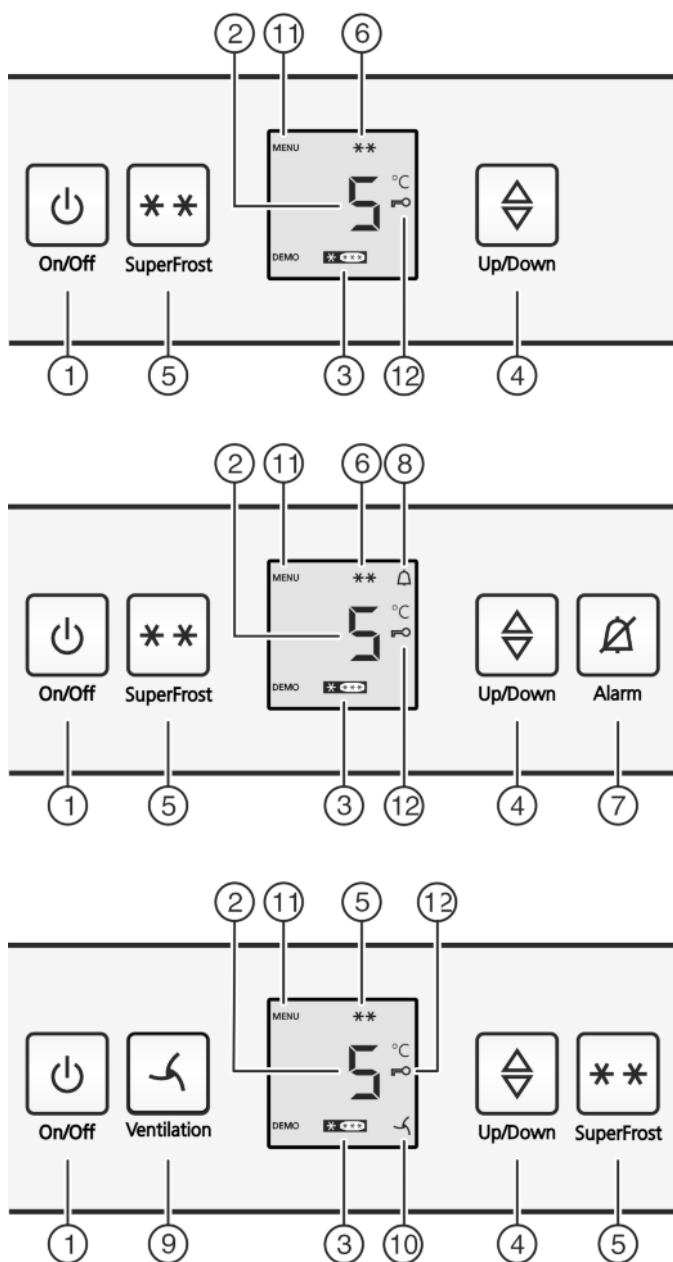 2 11 6
MENU **
5 °C
DEMO * ***
* *
On/Off SuperFrost Up/Down
1 5 3 12 4
2 11 6 8
MENU **
5 °C
DEMO * ***
* *
On/Off SuperFrost Up/Down Alarm
1 5 3 12 4 7
2 11 5 12
MENU **
5 °C
DEMO * ***
* *
On/Off Ventilation Up/Down SuperFrost
1 9 3 10 4 5